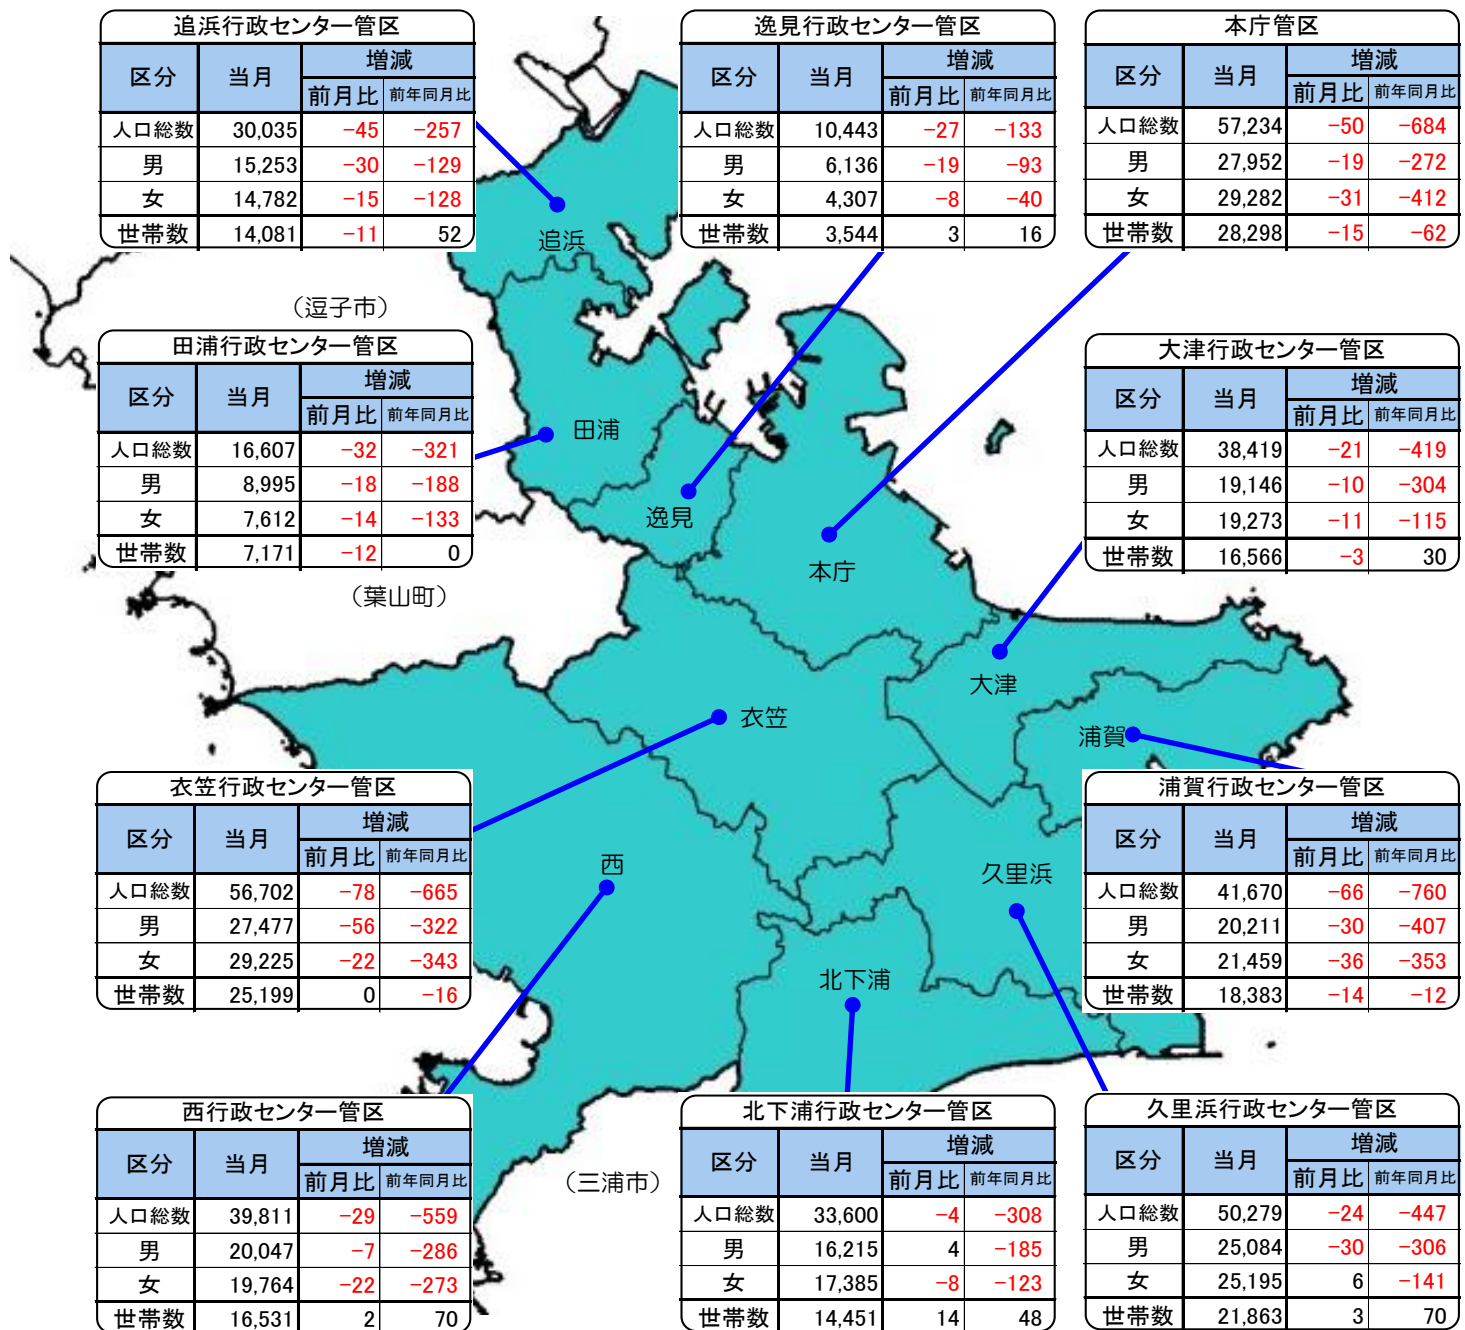 追浜行政センター管区
区分 当月 増減
前月比 前年同月比
人口総数 30,035 −45 −257
男 15,253 −30 −129
女 14,782 −15 −128
世帯数 14,081 −11 52
逸見行政センター管区
区分 当月 増減
前月比 前年同月比
人口総数 10,443 −27 −133
男 6,136 −19 −93
女 4,307 −8 −40
世帯数 3,544 3 16
本庁管区
区分 当月 増減
前月比 前年同月比
人口総数 57,234 −50 −684
男 27,952 −19 −272
女 29,282 −31 −412
世帯数 28,298 −15 −62
追浜
（逗子市）
田浦行政センター管区
区分 当月 増減
前月比 前年同月比
人口総数 16,607 −32 −321
男 8,995 −18 −188
女 7,612 −14 −133
世帯数 7,171 −12 0
田浦
逸見
本庁
大津行政センター管区
区分 当月 増減
前月比 前年同月比
人口総数 38,419 −21 −419
男 19,146 −10 −304
女 19,273 −11 −115
世帯数 16,566 −3 30
（葉山町）
大津
衣笠
浦賀
衣笠行政センター管区
区分 当月 増減
前月比 前年同月比
人口総数 56,702 −78 −665
男 27,477 −56 −322
女 29,225 −22 −343
世帯数 25,199 0 −16
西
久里浜
北下浦
浦賀行政センター管区
区分 当月 増減
前月比 前年同月比
人口総数 41,670 −66 −760
男 20,211 −30 −407
女 21,459 −36 −353
世帯数 18,383 −14 −12
西行政センター管区
区分 当月 増減
前月比 前年同月比
人口総数 39,811 −29 −559
男 20,047 −7 −286
女 19,764 −22 −273
世帯数 16,531 2 70
（三浦市）
北下浦行政センター管区
区分 当月 増減
前月比 前年同月比
人口総数 33,600 −4 −308
男 16,215 4 −185
女 17,385 −8 −123
世帯数 14,451 14 48
久里浜行政センター管区
区分 当月 増減
前月比 前年同月比
人口総数 50,279 −24 −447
男 25,084 −30 −306
女 25,195 6 −141
世帯数 21,863 3 70